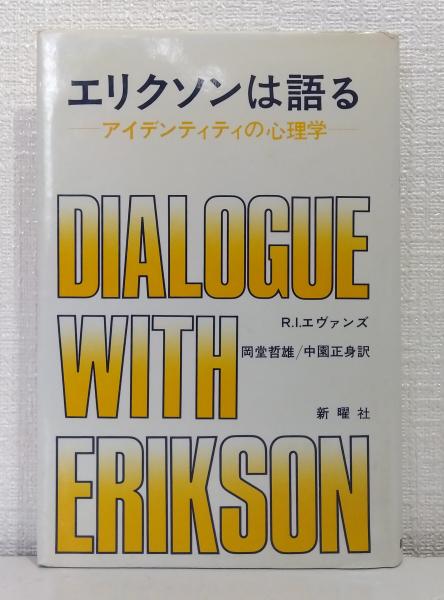 エリクソンは語る
―アイデンティティの心理学―
DIALOGUE
WITH
ERIKSON
R.I.エヴァンズ
岡堂哲雄/中園正身訳
新曜社